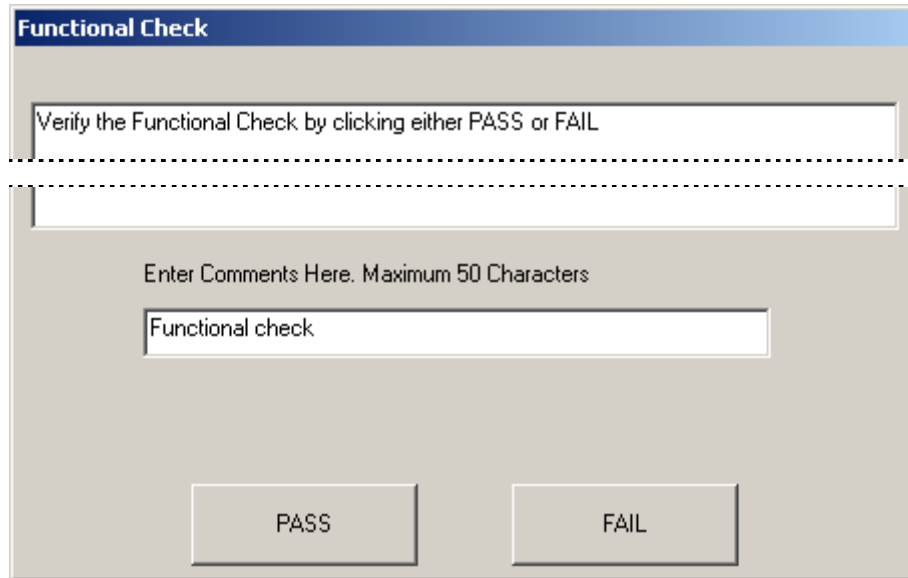 Functional Check
Verify the Functional Check by clicking either PASS or FAIL
Enter Comments Here. Maximum 50 Characters
Functional check
PASS
FAIL